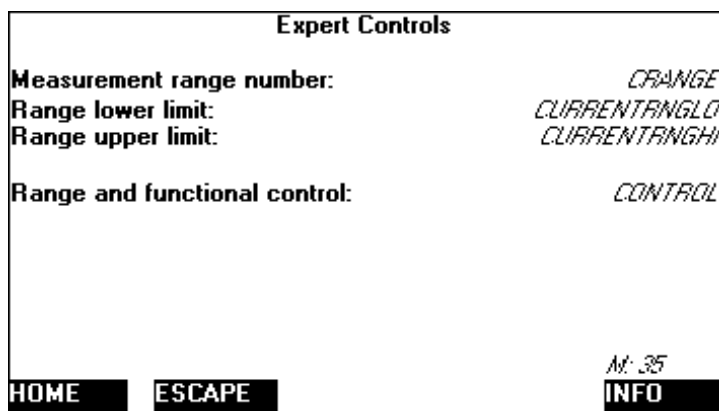 Expert Controls
Measurement range number: CRANGE
Range lower limit: CURRENTRNGLO
Range upper limit: CURRENTRNGHI
Range and functional control: CONTROL
M: 35
HOME ESCAPE INFO